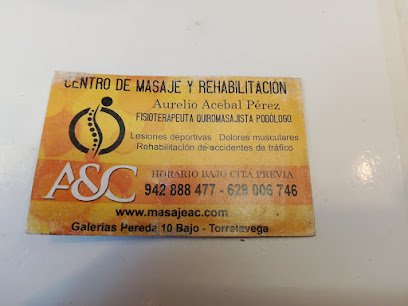 CENTRO DE MASAJE Y REHABILITACIÓN
Aurelio Acebal Pérez
FISIOTERAPEUTA QUIROMASAJISTA PODÓLOGO
Lesiones deportivas Dolores musculares
Rehabilitación de accidentes de tráfico
A&C
HORARIO BAJO CITA PREVIA
942 888 477 - 629 006 746
www.masajeac.com
Galerías Pereda 10 Bajo - Torrelavega